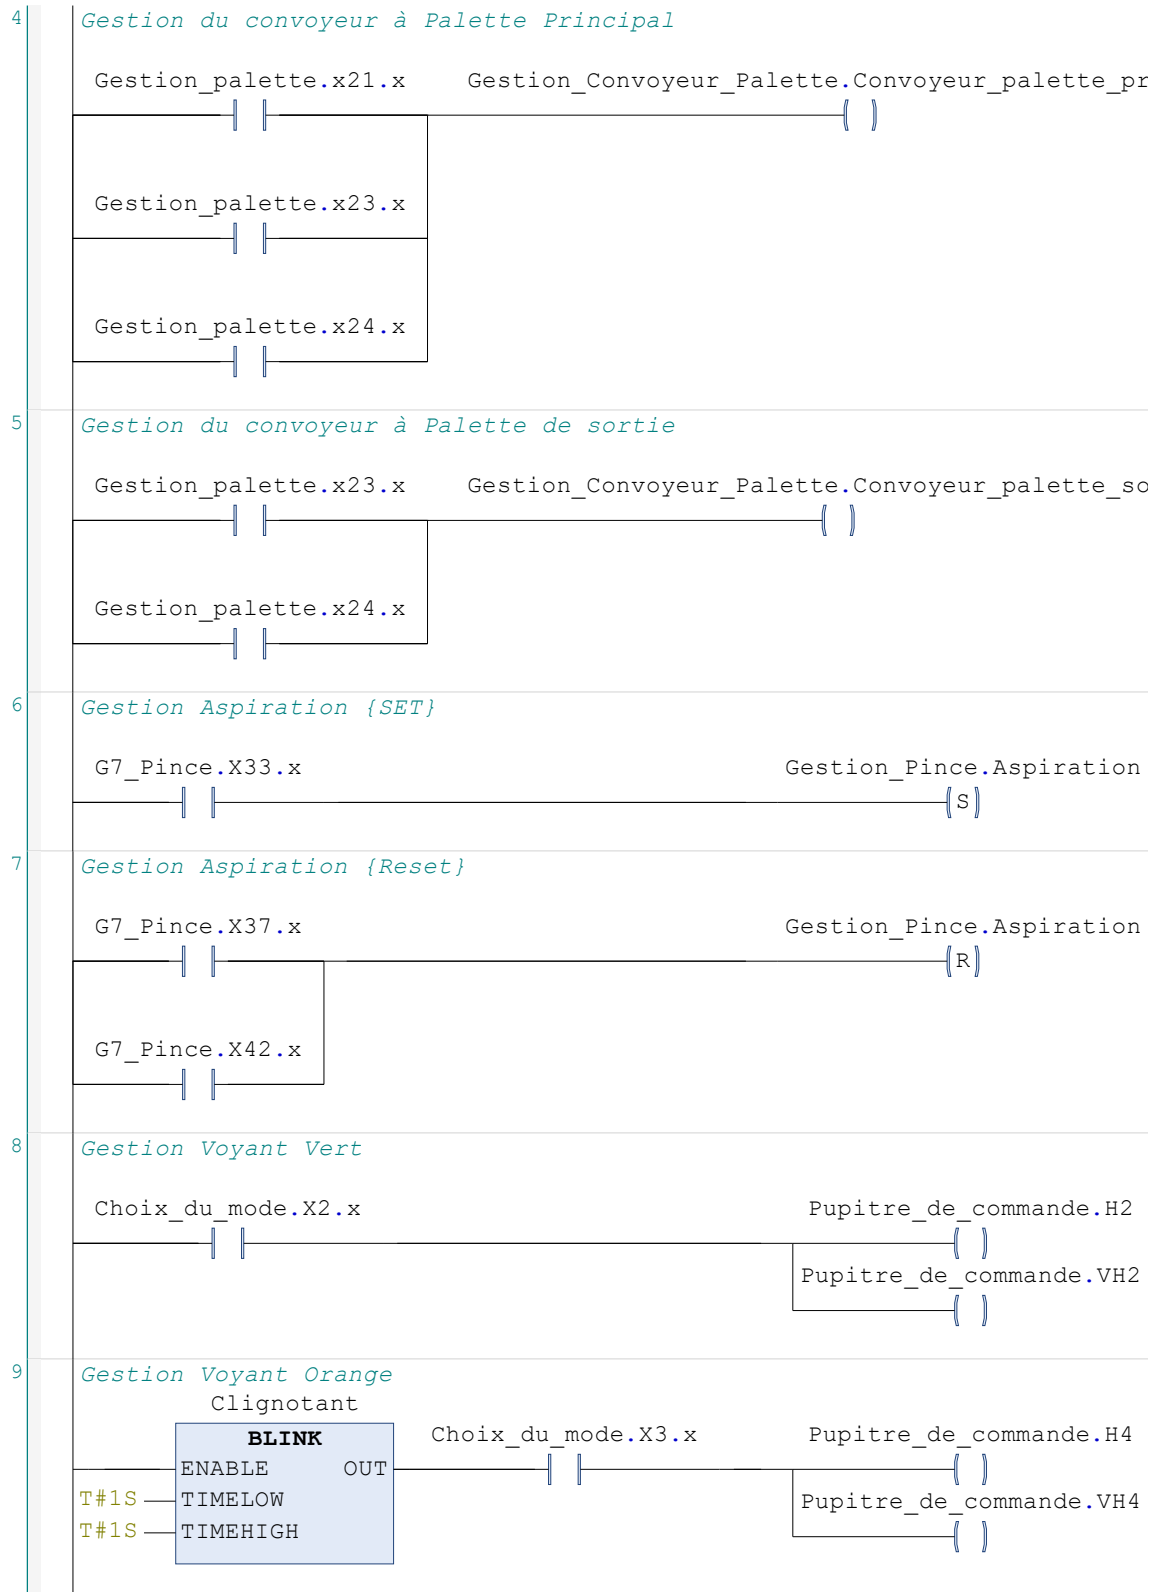 4
Gestion du convoyeur à Palette Principal
Gestion_palette.x21.x Gestion_Convoyeur_Palette.Convoyeur_palette_pr
Gestion_palette.x23.x
Gestion_palette.x24.x
5
Gestion du convoyeur à Palette de sortie
Gestion_palette.x23.x Gestion_Convoyeur_Palette.Convoyeur_palette_so
Gestion_palette.x24.x
6
Gestion Aspiration {SET}
G7_Pince.X33.x Gestion_Pince.Aspiration
S
7
Gestion Aspiration {Reset}
G7_Pince.X37.x Gestion_Pince.Aspiration
R
G7_Pince.X42.x
8
Gestion Voyant Vert
Choix_du_mode.X2.x Pupitre_de_commande.H2
Pupitre_de_commande.VH2
9
Gestion Voyant Orange
Clignotant
BLINK Choix_du_mode.X3.x Pupitre_de_commande.H4
ENABLE OUT
T#1S TIMELOW Pupitre_de_commande.VH4
T#1S TIMEHIGH